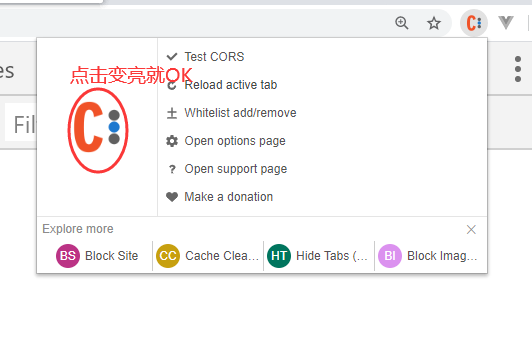 es
Fil
点击变亮就OK
Test CORS
Reload active tab
Whitelist add/remove
Open options page
Open support page
Make a donation
Explore more
BS Block Site
CC Cache Clea...
HT Hide Tabs (...
BI Block Imag...